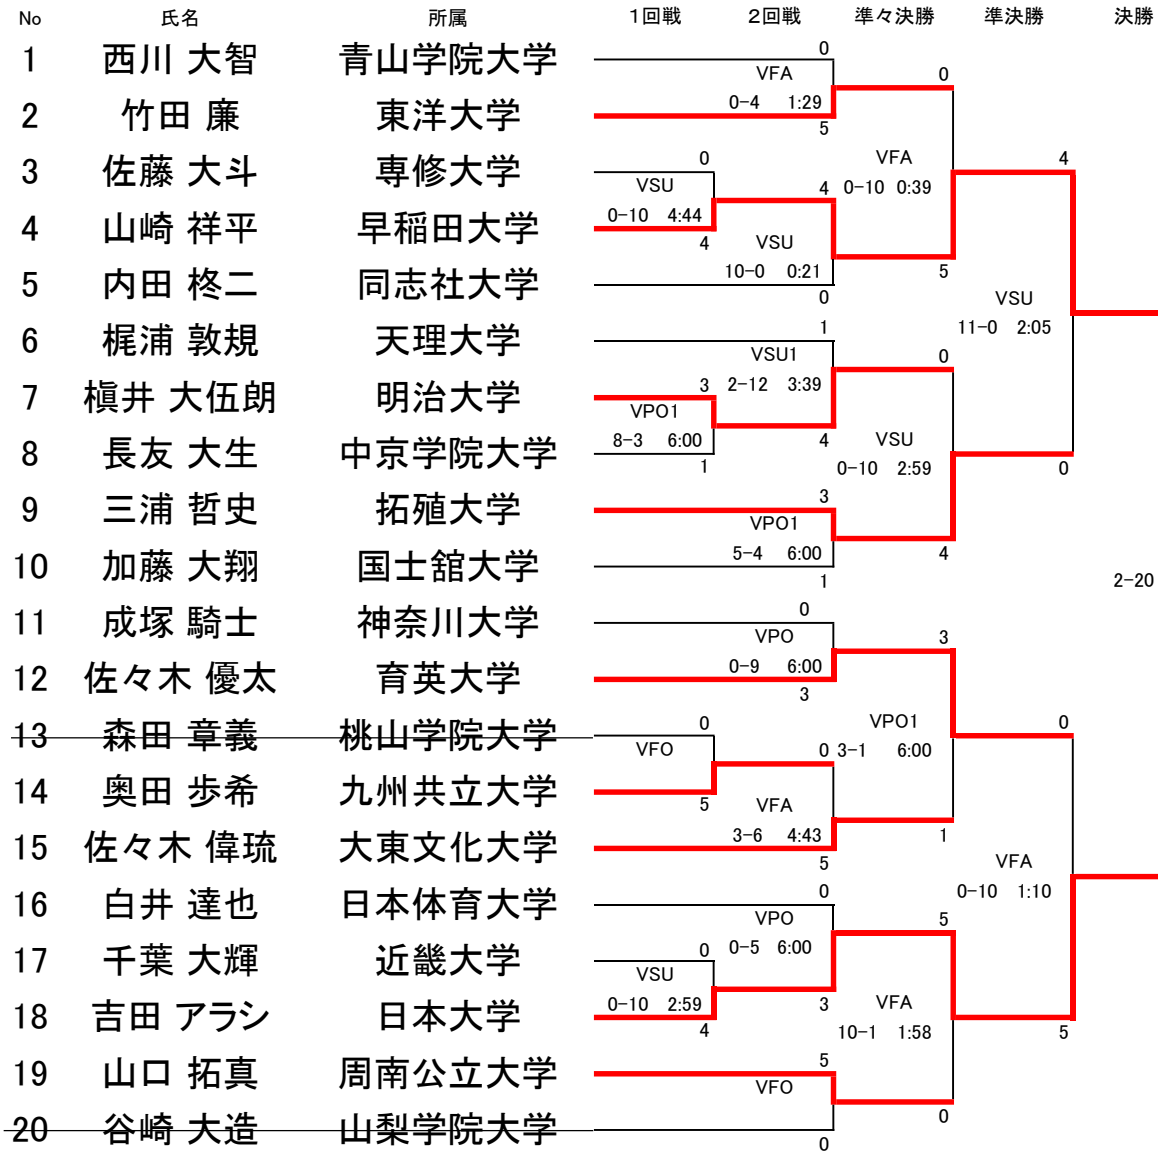 No 氏名 所属 1回戦 2回戦 準々決勝 準決勝 決勝
0
1 西川 大智 青山学院大学
VFA 0
0-4 1:29
2 竹田 廉 東洋大学
5
0 VFA 4
3 佐藤 大斗 専修大学
VSU 4 0-10 0:39
0-10 4:44
4 山崎 祥平 早稲田大学
4 VSU
10-0 0:21 5
5 内田 柊二 同志社大学
0 VSU
1 11-0 2:05
6 梶浦 敦規 天理大学
VSU1 0
3 2-12 3:39
7 槇井 大伍朗 明治大学
VPO1
8-3 6:00 4 VSU
8 長友 大生 中京学院大学
1 0-10 2:59 0
3
9 三浦 哲史 拓殖大学
VPO1
5-4 6:00 4
10 加藤 大翔 国士舘大学
1 2-20
0
11 成塚 騎士 神奈川大学
VPO 3
0-9 6:00
12 佐々木 優太 育英大学
3
0 VPO1 0
13 森田 章義 桃山学院大学
VFO 0 3-1 6:00
14 奥田 歩希 九州共立大学
5 VFA
3-6 4:43 1
15 佐々木 偉琉 大東文化大学
5 VFA
0 0-10 1:10
16 白井 達也 日本体育大学
VPO 5
0 0-5 6:00
17 千葉 大輝 近畿大学
VSU
0-10 2:59 3 VFA
18 吉田 アラシ 日本大学
4 10-1 1:58 5
5
19 山口 拓真 周南公立大学
VFO
0
20 谷崎 大造 山梨学院大学
0